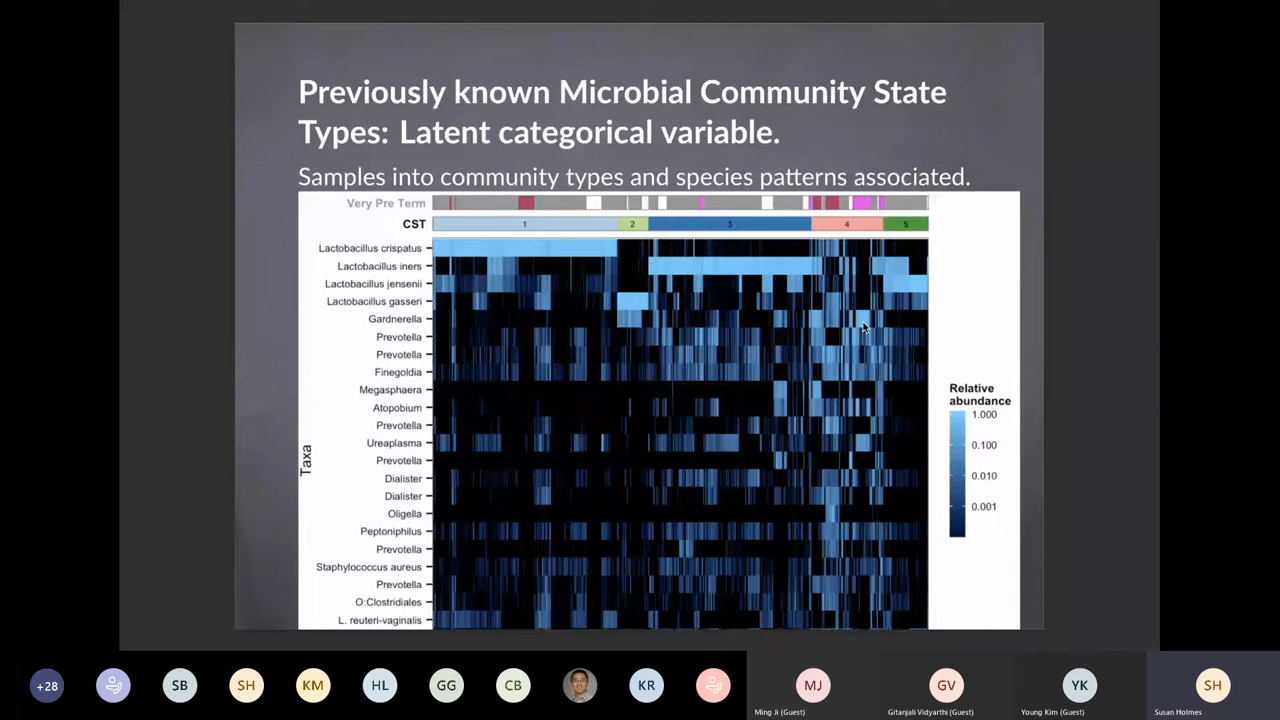 Previously known Microbial Community State
Types: Latent categorical variable.
Samples into community types and species patterns associated.
Very Pre Term
CST
1 2 3 4 5
Lactobacillus crispatus
Lactobacillus iners
Lactobacillus jensenii
Lactobacillus gasseri
Gardnerella
Prevotella
Prevotella
Finegoldia
Megasphaera
Atopobium
Prevotella
Ureaplasma
Prevotella
Dialister
Dialister
Oligella
Peptoniphilus
Prevotella
Staphylococcus aureus
Prevotella
O:Clostridiales
L. reuteri-vaginalis
Taxa
Relative
abundance
1.000
0.100
0.010
0.001
+28 SB SH KM HL GG CB KR MJ GV YK SH
Ming Ji (Guest) Gitanjali Vidyarthi (Guest) Young Kim (Guest) Susan Holmes